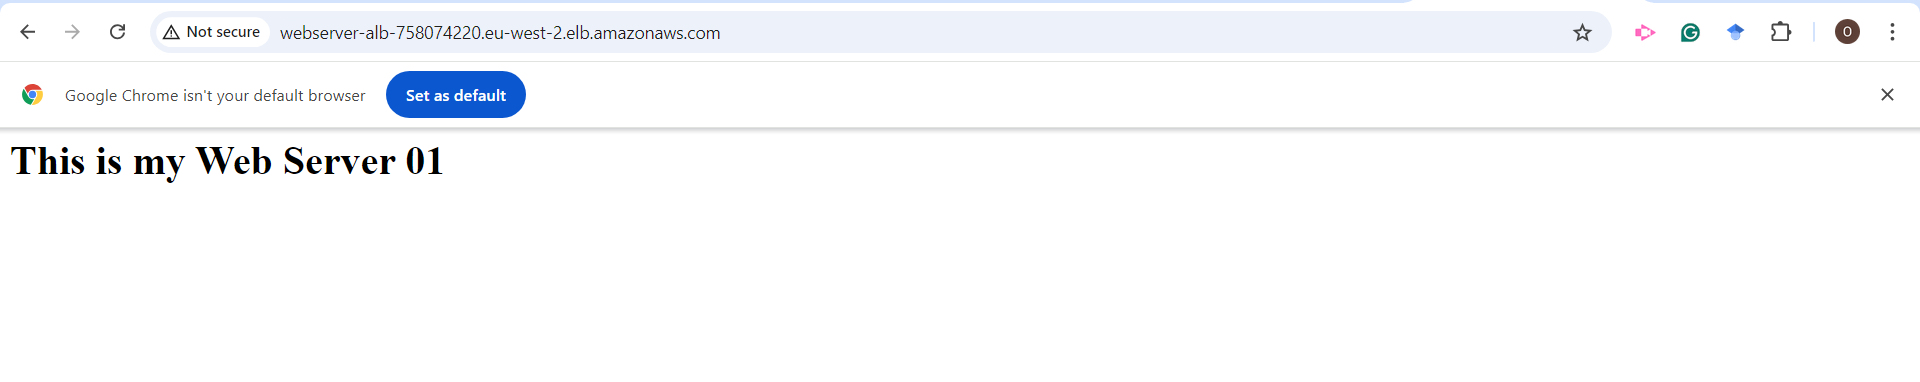 Not secure webserver-alb-758074220.eu-west-2.elb.amazonaws.com O
Google Chrome isn't your default browser Set as default
This is my Web Server 01